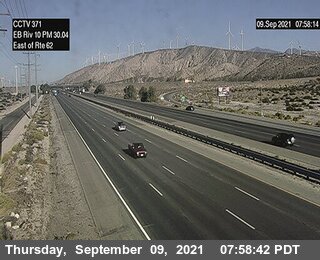 CCTV 371
EB Riv 10 PM 30.04
East of Rte 62
09.Sep 2021 07:58:14
Thursday, September 09, 2021 07:58:42 PDT